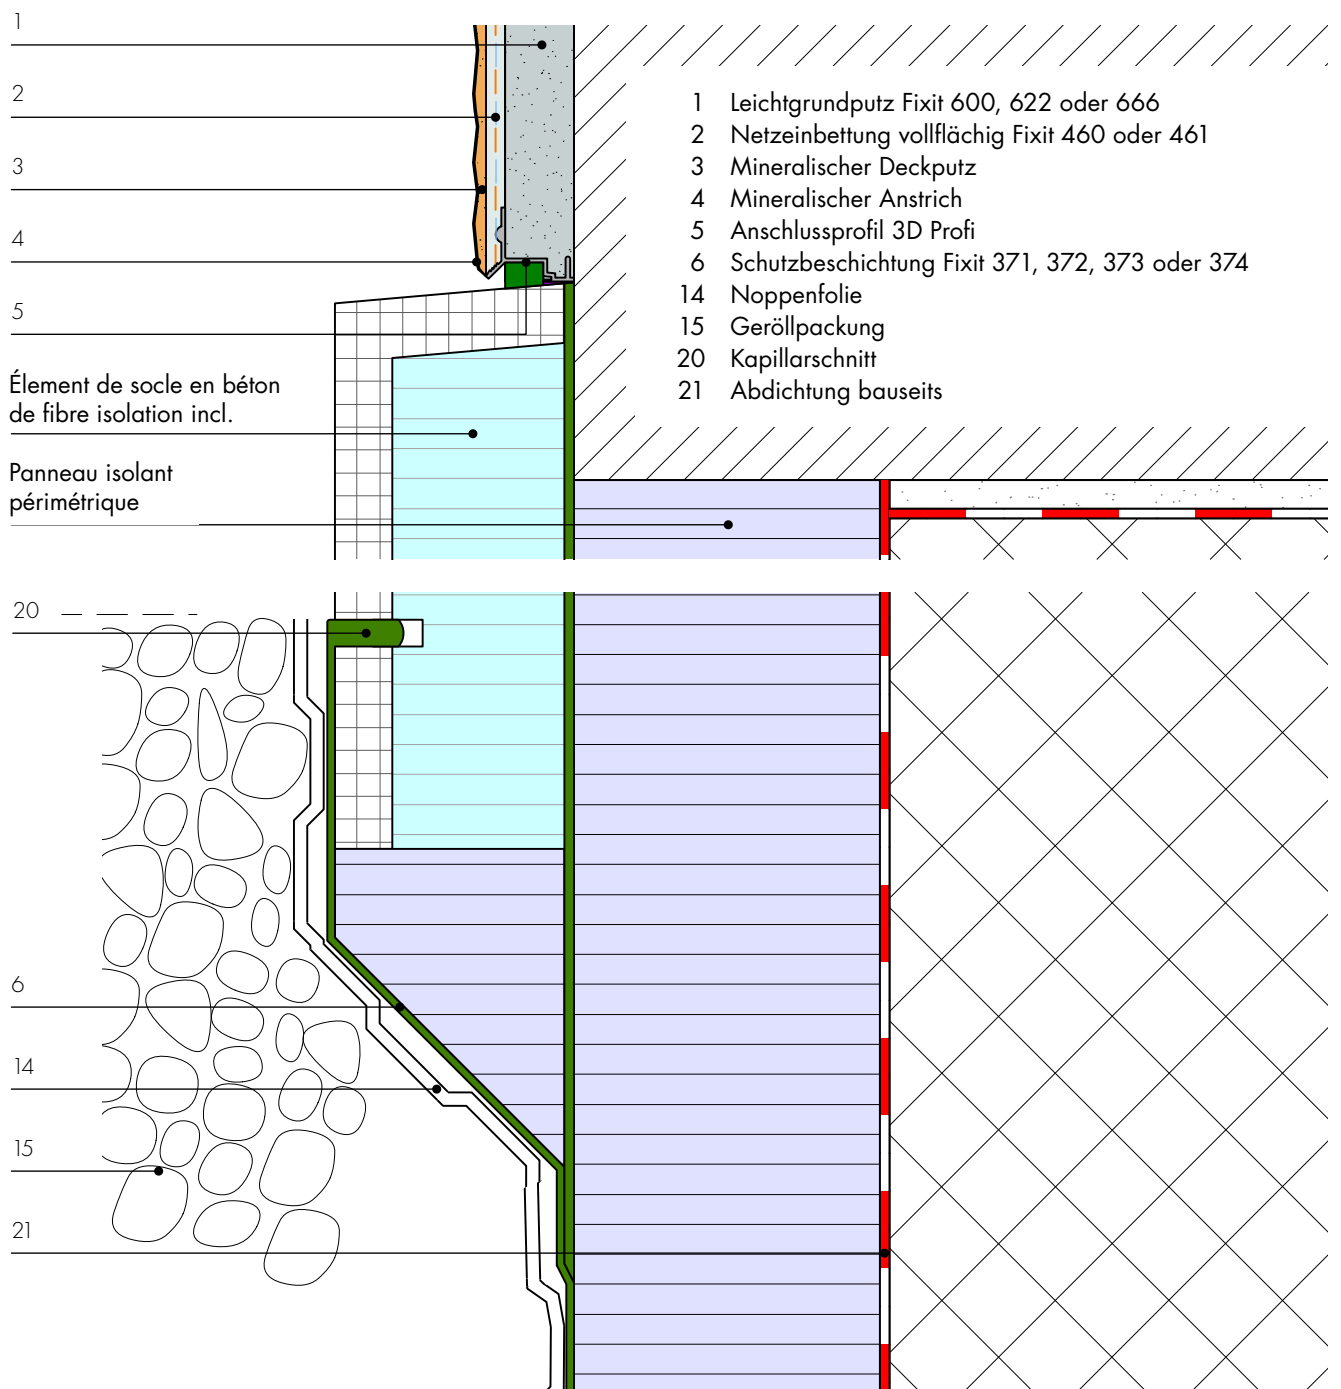 1
2
3
4
5
Élement de socle en béton
de fibre isolation incl.
Panneau isolant
périmétrique
20
6
14
15
21
1 Leichtgrundputz Fixit 600, 622 oder 666
2 Netzeinbettung vollflächig Fixit 460 oder 461
3 Mineralischer Deckputz
4 Mineralischer Anstrich
5 Anschlussprofil 3D Profi
6 Schutzbeschichtung Fixit 371, 372, 373 oder 374
14 Noppenfolie
15 Geröllpackung
20 Kapillarschnitt
21 Abdichtung bauseits